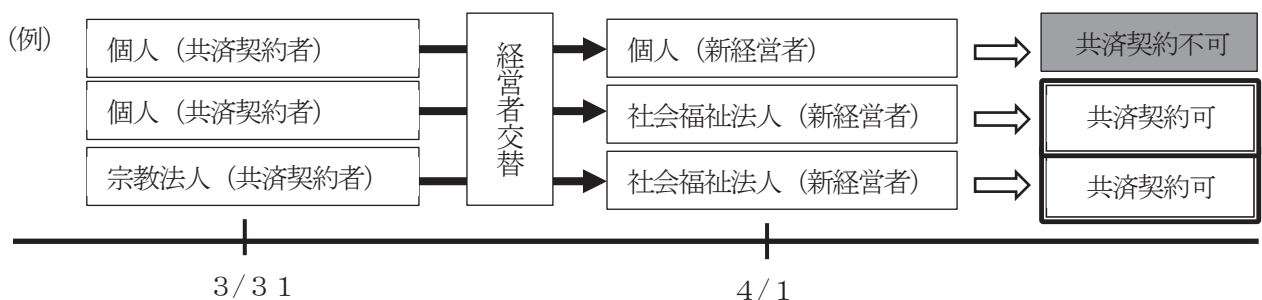 (例)
個人（共済契約者） 個人（新経営者） 共済契約不可
経営者交替
個人（共済契約者） 社会福祉法人（新経営者） 共済契約可
宗教法人（共済契約者） 社会福祉法人（新経営者） 共済契約可
３/３１ ４/１